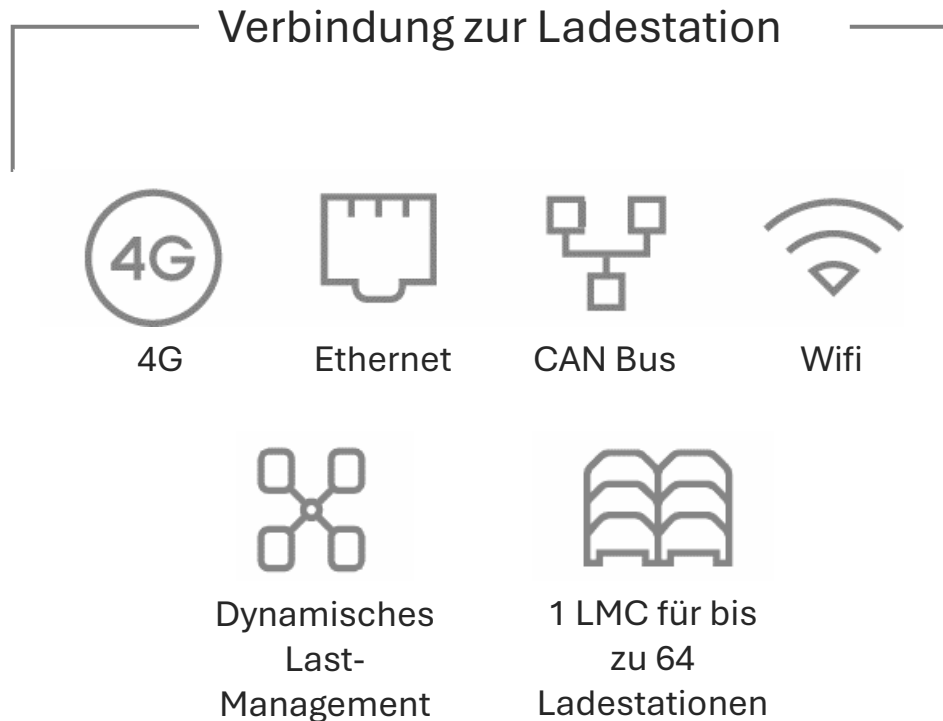 Verbindung zur Ladestation
4G
4G
Ethernet
CAN Bus
Wifi
Dynamisches
Last-
Management
1 LMC für bis
zu 64
Ladestationen